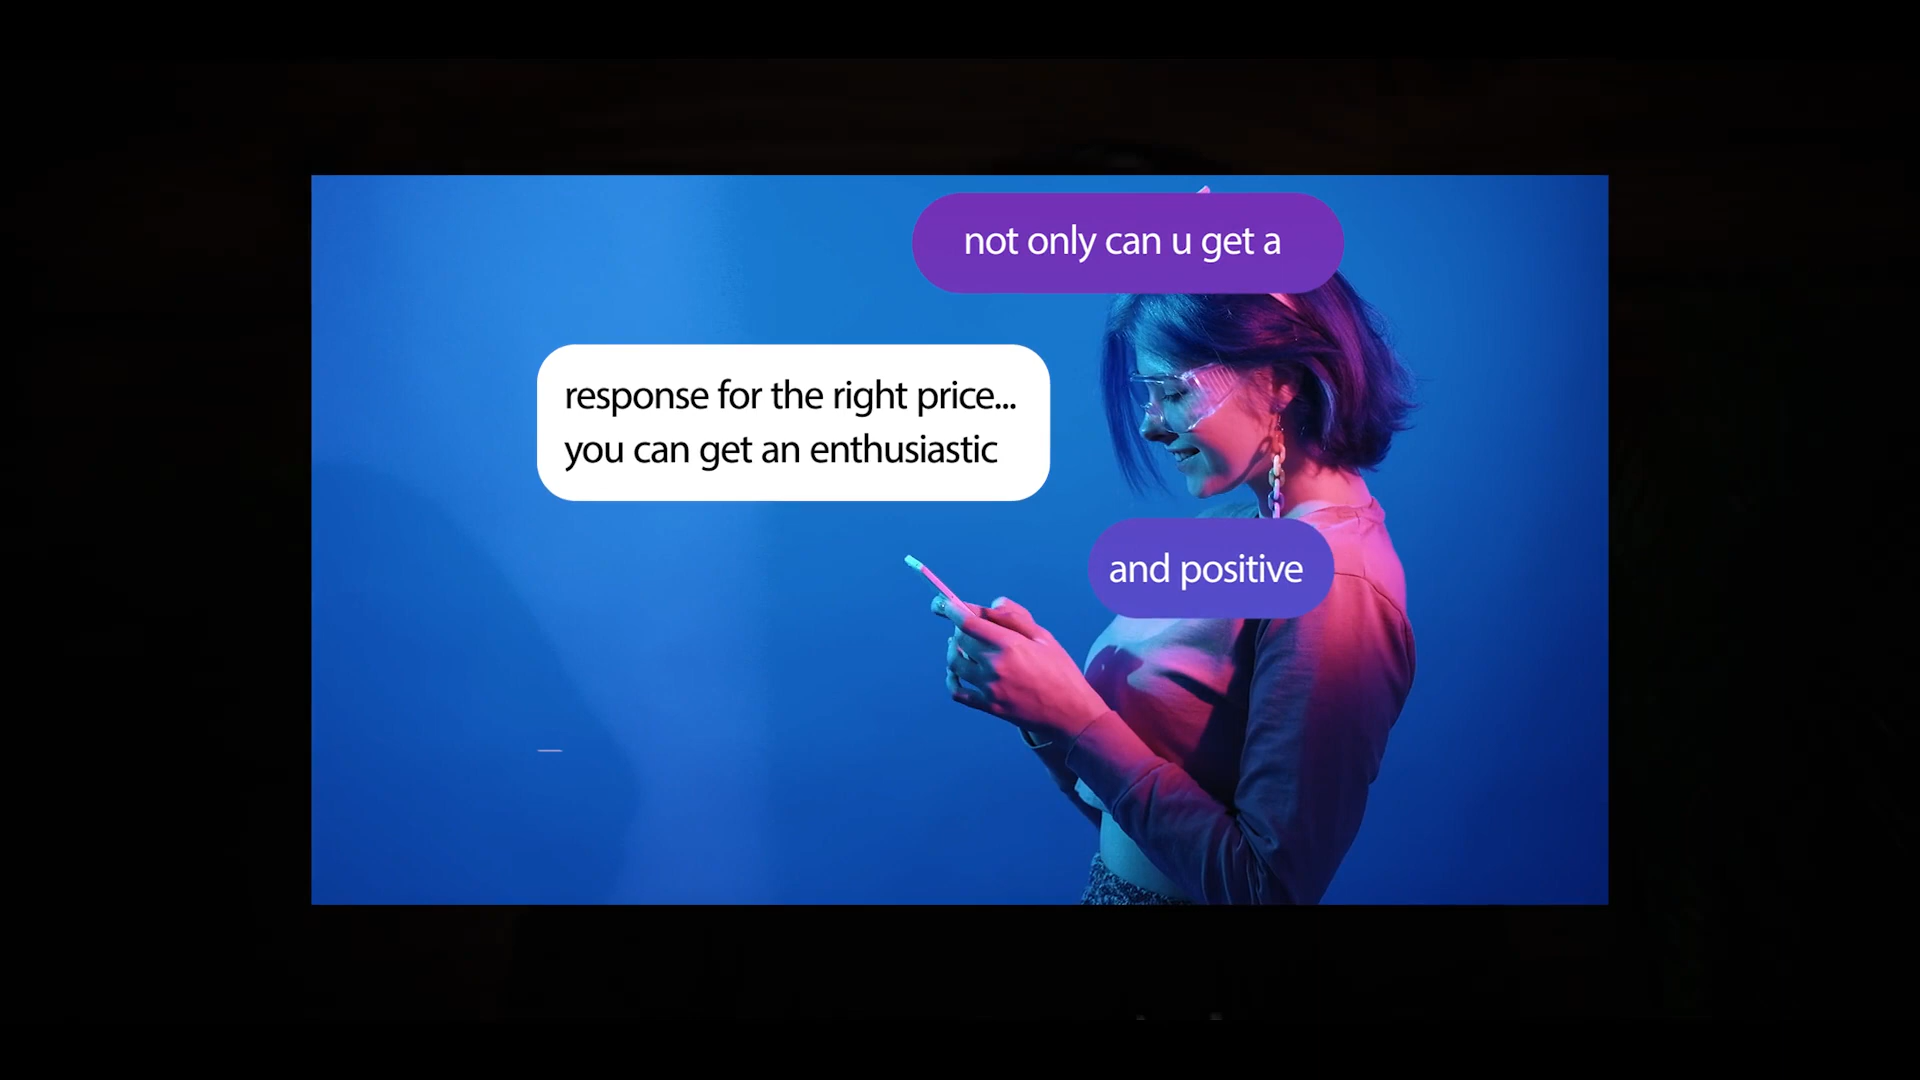 not only can u get a
response for the right price...
you can get an enthusiastic
and positive